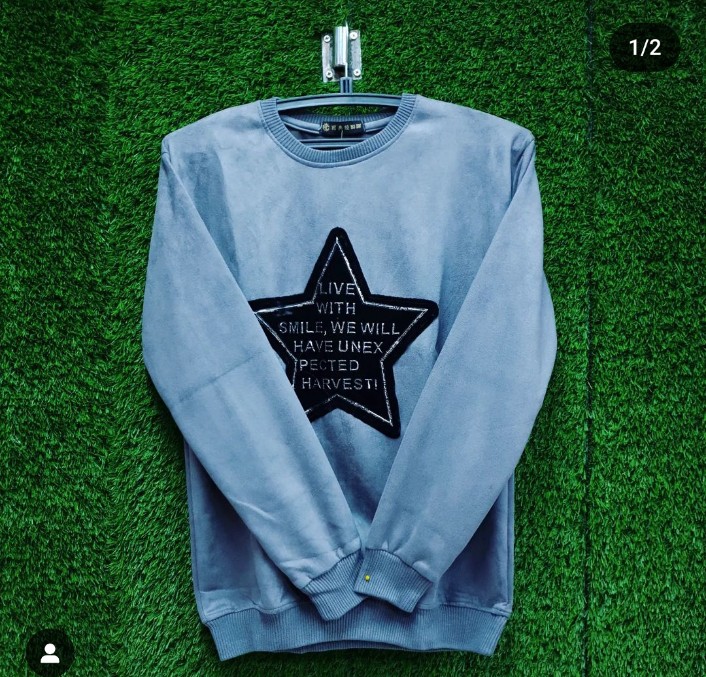 1/2
LIVE
WITH
SMILE, WE WILL
HAVE UNEX
PECTED
HARVEST!